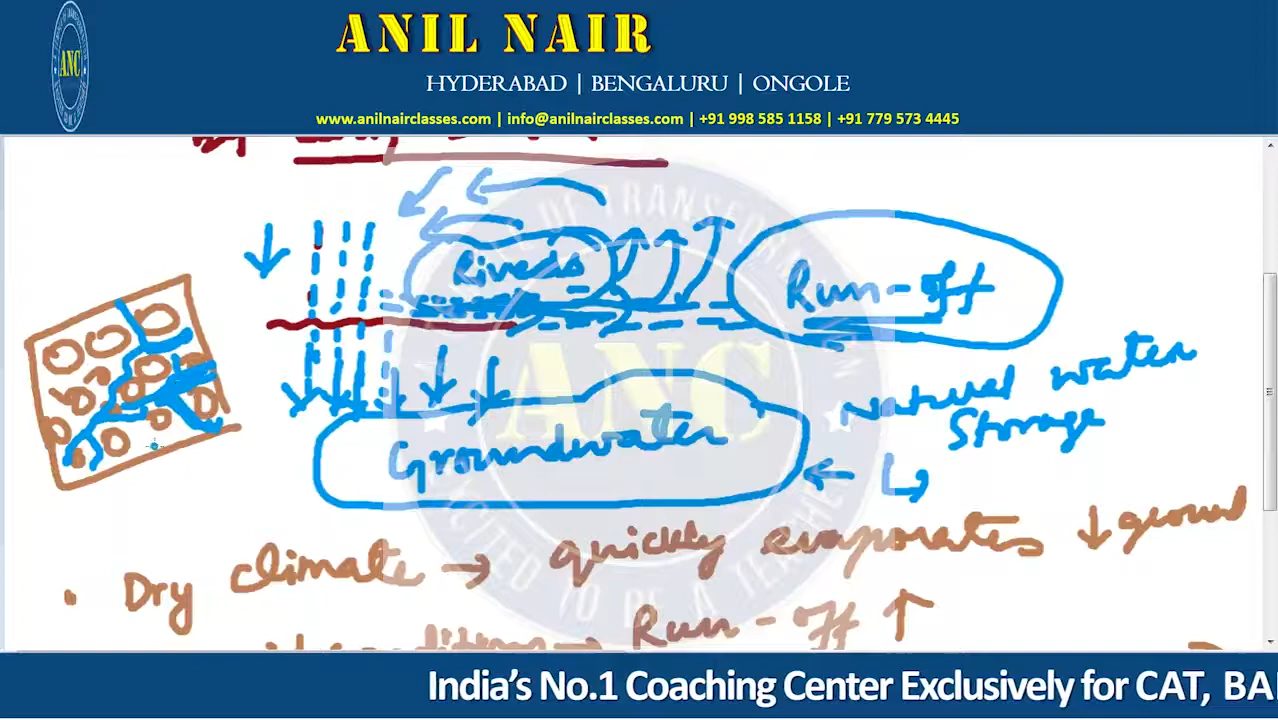 ANIL NAIR
ANC
HYDERABAD | BENGALURU | ONGOLE
www.anilnairclasses.com | info@anilnairclasses.com | +91 998 585 1158 | +91 779 573 4445
Rivers
Run-off
Natural water
Storage
Groundwater
ANC
• Dry climate → quickly evaporates ↓ ground
→ Run-off ↑
India's No.1 Coaching Center Exclusively for CAT, BA